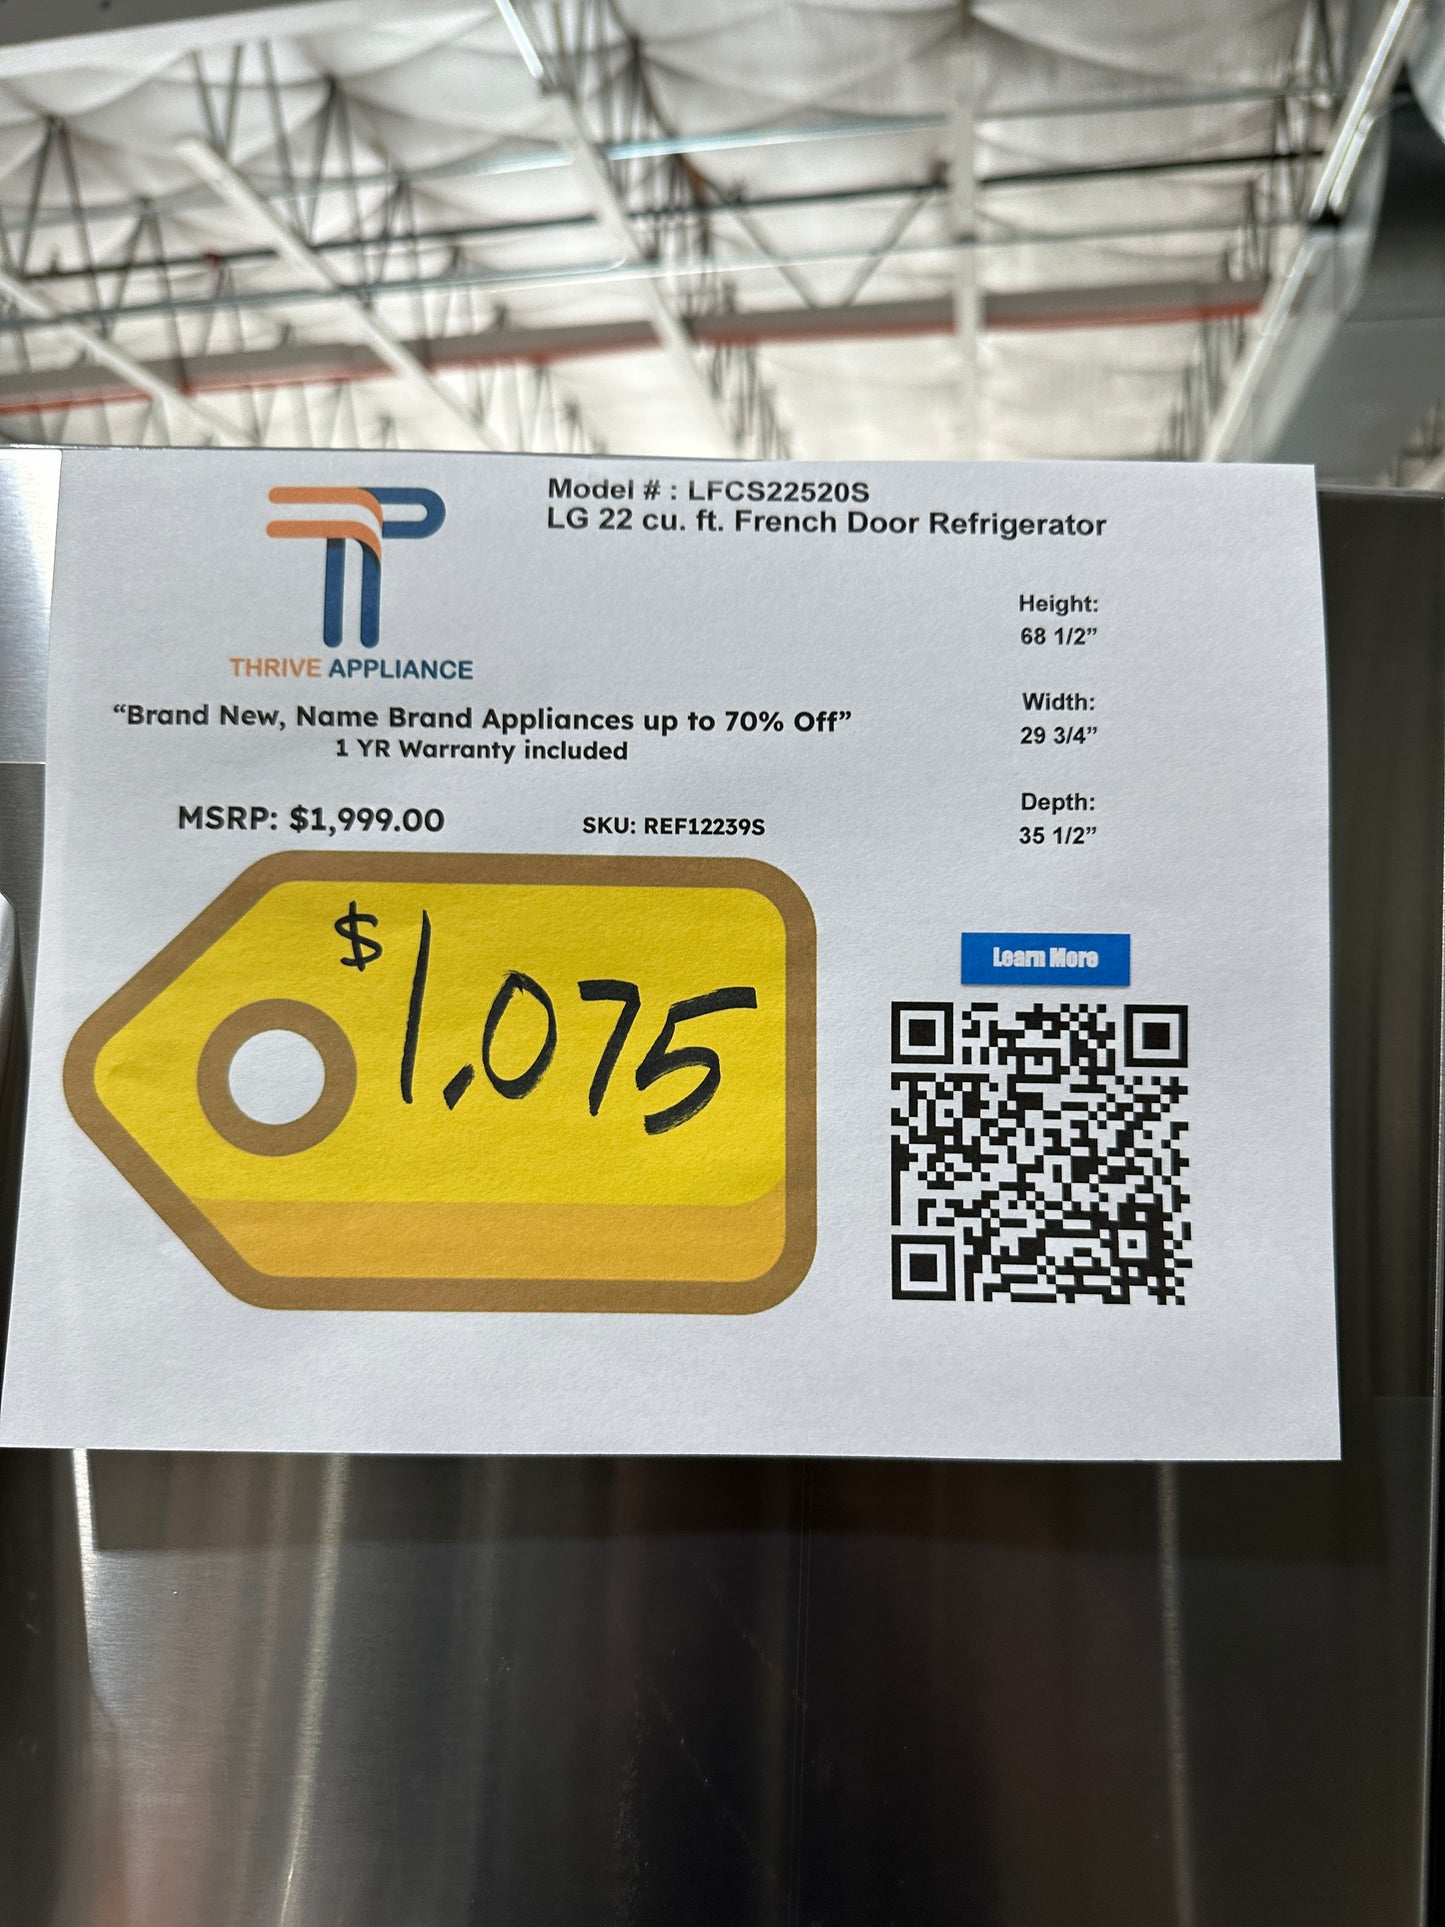 Model # : LFCS22520S
LG 22 cu. ft. French Door Refrigerator
THRIVE APPLIANCE
“Brand New, Name Brand Appliances up to 70% Off”
1 YR Warranty included
MSRP: $1,999.00
SKU: REF12239S
$1,075
Height:
68 1/2”
Width:
29 3/4”
Depth:
35 1/2”
Learn More